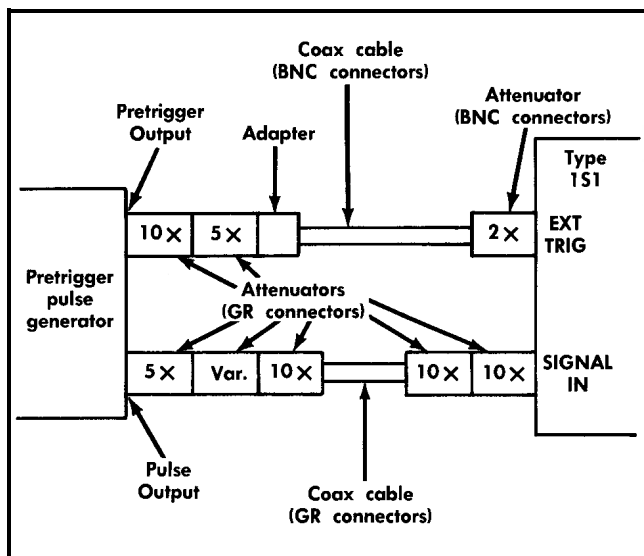 Coax cable
(BNC connectors)
Attenuator
(BNC connectors)
Pretrigger
Output
Adapter
Type
1S1
10× 5× 2× EXT
TRIG
Pretrigger
pulse
generator
Attenuators
(GR connectors)
5× Var. 10× 10× 10× SIGNAL
IN
Pulse
Output
Coax cable
(GR connectors)